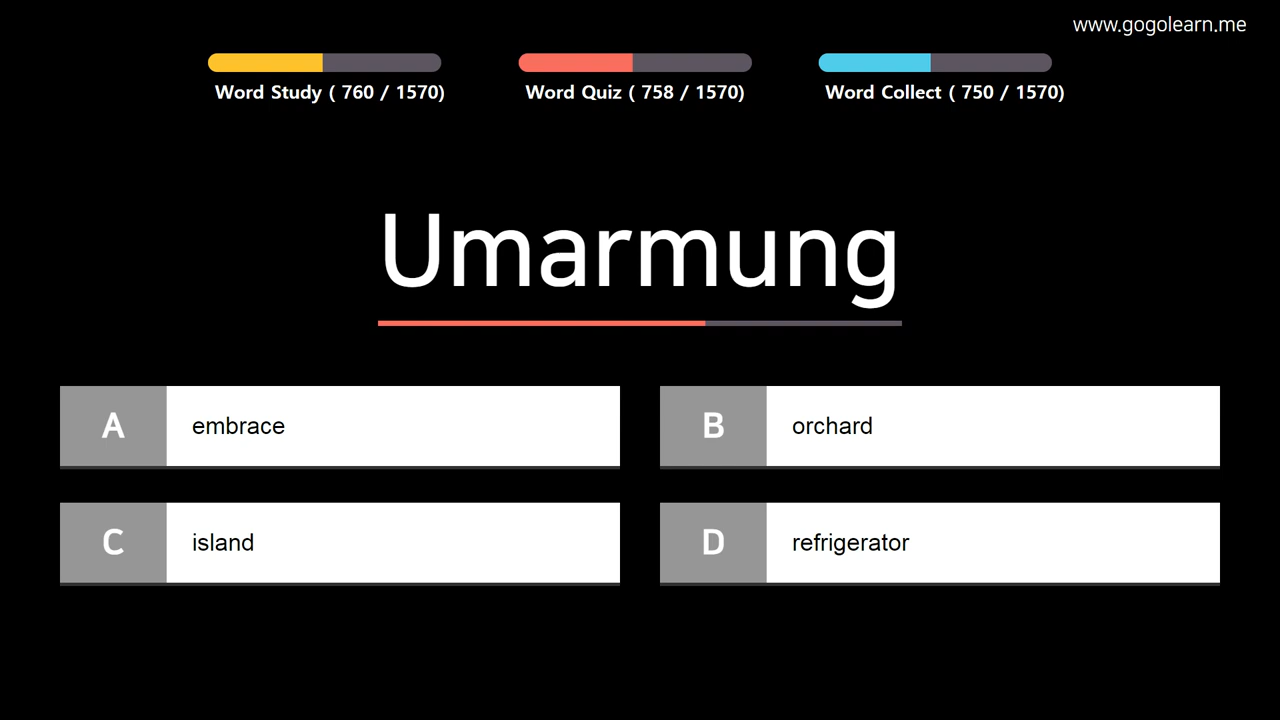 www.gogolearn.me
Word Study ( 760 / 1570)
Word Quiz ( 758 / 1570)
Word Collect ( 750 / 1570)
Umarmung
A embrace
B orchard
C island
D refrigerator